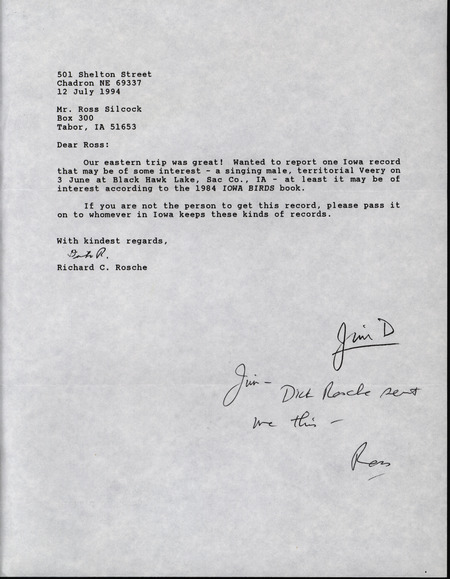 501 Shelton Street
Chadron NE 69337
12 July 1994
Mr. Ross Silcock
Box 300
Tabor, IA 51653
Dear Ross:
Our eastern trip was great! Wanted to report one Iowa record
that may be of some interest - a singing male, territorial Veery on
3 June at Black Hawk Lake, Sac Co., IA - at least it may be of
interest according to the 1984 IOWA BIRDS book.
If you are not the person to get this record, please pass it
on to whomever in Iowa keeps these kinds of records.
With kindest regards,
Richard C. Rosche
Jim D
Jim-
Dick Rosche sent
me this -
Ross